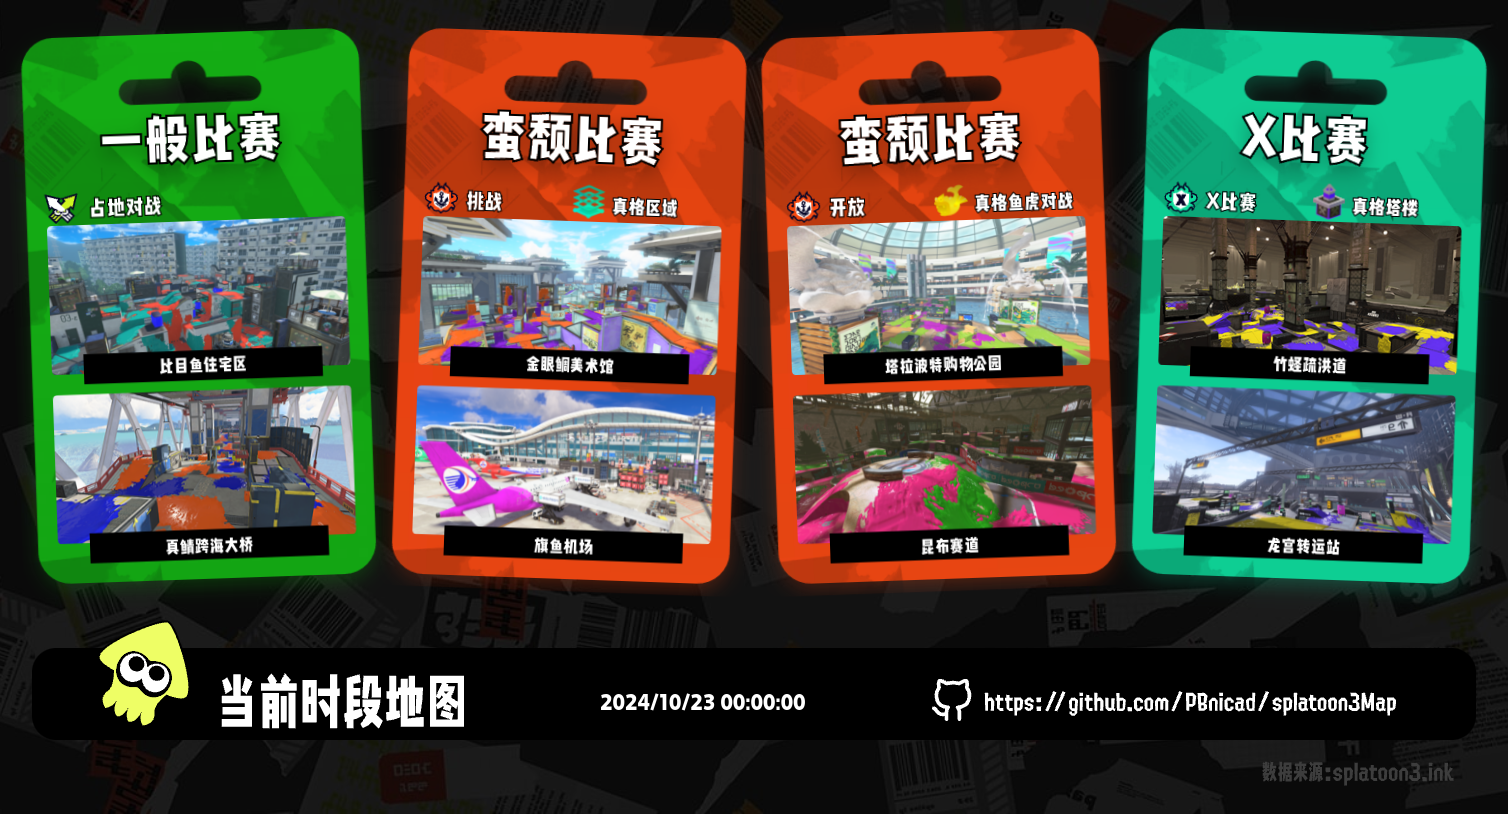 一般比赛
占地对战
比目鱼住宅区
真鲭跨海大桥
蛮颓比赛
挑战
真格区域
金眼鲷美术馆
旗鱼机场
蛮颓比赛
开放
真格鱼虎对战
塔拉波特购物公园
昆布赛道
X比赛
X比赛
真格塔楼
竹蛏疏洪道
龙宫转运站
当前时段地图
2024/10/23 00:00:00
https://github.com/PBnicad/splatoon3Map
数据来源:splatoon3.ink